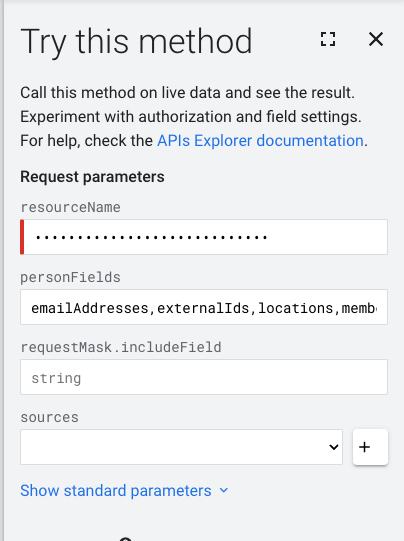 Try this method
Call this method on live data and see the result.
Experiment with authorization and field settings.
For help, check the APIs Explorer documentation.
Request parameters
resourceName
••••••••••••••••••••••••••••
personFields
emailAddresses,externalIds,locations,memb
requestMask.includeField
string
sources
+
Show standard parameters